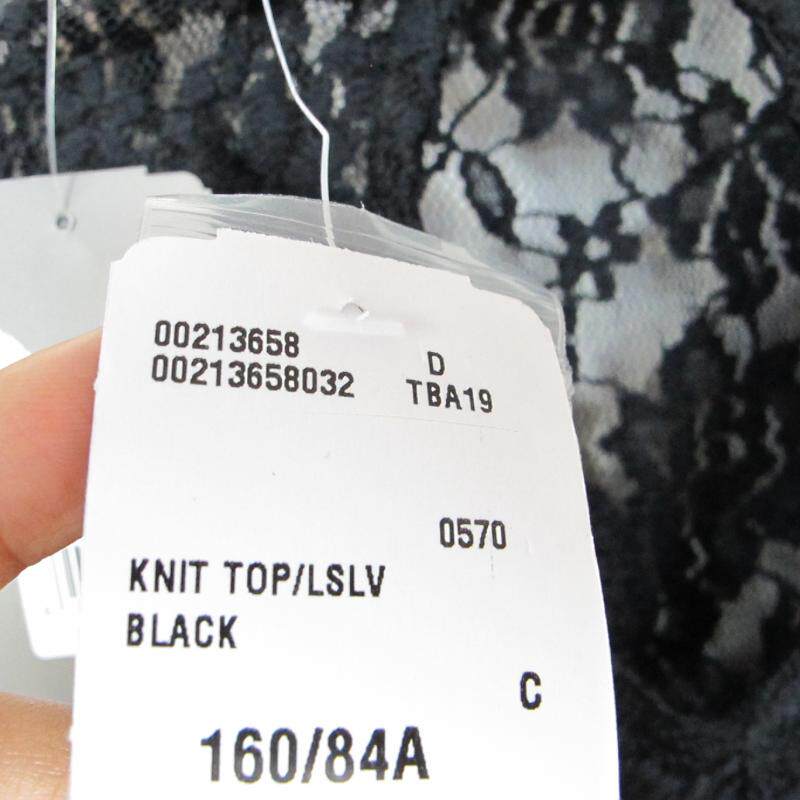 00213658 D
00213658032 TBA19
0570
KNIT TOP/LSLV
BLACK
C
160/84A